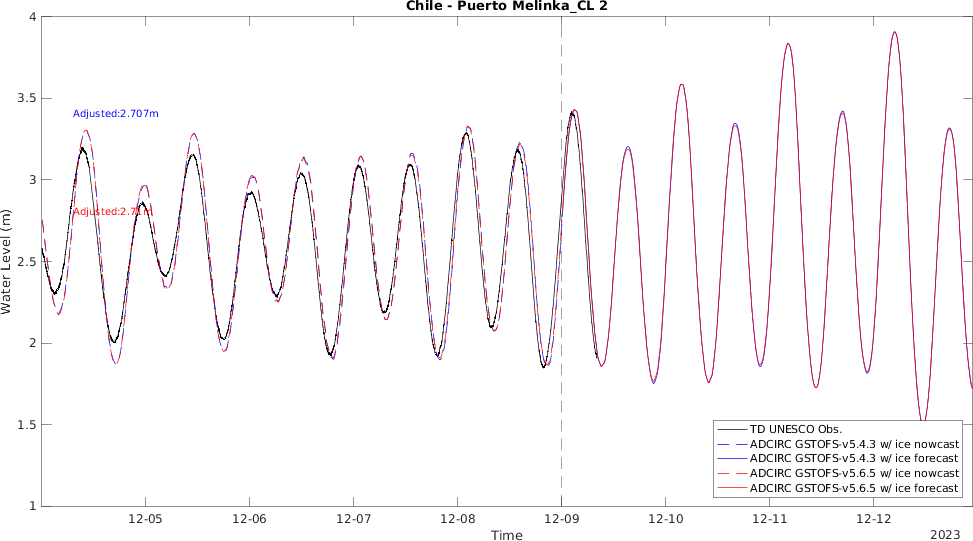 Chile - Puerto Melinka_CL 2
4
3.5
3
2.5
2
1.5
1
Water Level (m)
Adjusted:2.707m
Adjusted:2.71m
TD UNESCO Obs.
ADCIRC GSTOFS-v5.4.3 w/ ice nowcast
ADCIRC GSTOFS-v5.4.3 w/ ice forecast
ADCIRC GSTOFS-v5.6.5 w/ ice nowcast
ADCIRC GSTOFS-v5.6.5 w/ ice forecast
12-05
12-06
12-07
12-08
12-09
12-10
12-11
12-12
Time
2023